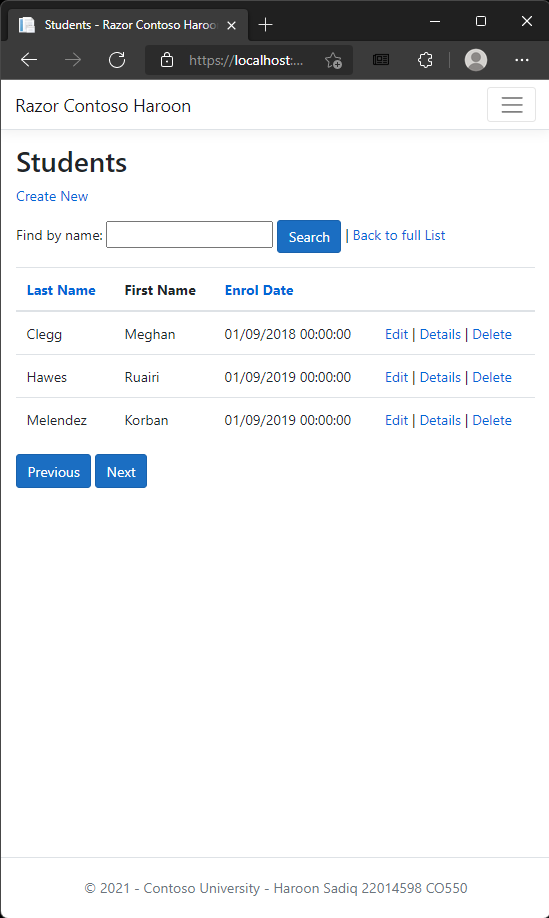 Students - Razor Contoso Haroo
https://localhost:...
Razor Contoso Haroon
Students
Create New
Find by name: Search | Back to full List
Last Name First Name Enrol Date
Clegg Meghan 01/09/2018 00:00:00 Edit | Details | Delete
Hawes Ruairi 01/09/2019 00:00:00 Edit | Details | Delete
Melendez Korban 01/09/2019 00:00:00 Edit | Details | Delete
Previous Next
© 2021 - Contoso University - Haroon Sadiq 22014598 CO550